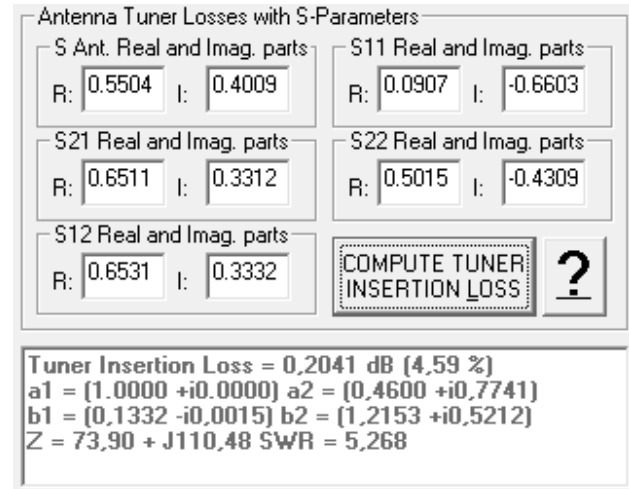 Antenna Tuner Losses with S-Parameters
S Ant. Real and Imag. parts
R: 0.5504 I: 0.4009
S11 Real and Imag. parts
R: 0.0907 I: -0.6603
S21 Real and Imag. parts
R: 0.6511 I: 0.3312
S22 Real and Imag. parts
R: 0.5015 I: -0.4309
S12 Real and Imag. parts
R: 0.6531 I: 0.3332
COMPUTE TUNER
INSERTION LOSS
?
Tuner Insertion Loss = 0,2041 dB (4,59 %)
a1 = (1.0000 +i0.0000) a2 = (0,4600 +i0,7741)
b1 = (0,1332 -i0,0015) b2 = (1,2153 +i0,5212)
Z = 73,90 + J110,48 SWR = 5,268